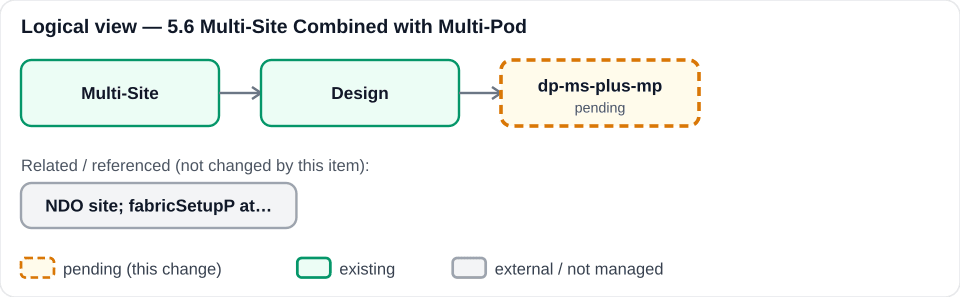 Logical view — 5.6 Multi-Site Combined with Multi-Pod
Multi-Site
Design
dp-ms-plus-mp
pending
Related / referenced (not changed by this item):
NDO site; fabricSetupP at…
pending (this change)
existing
external / not managed